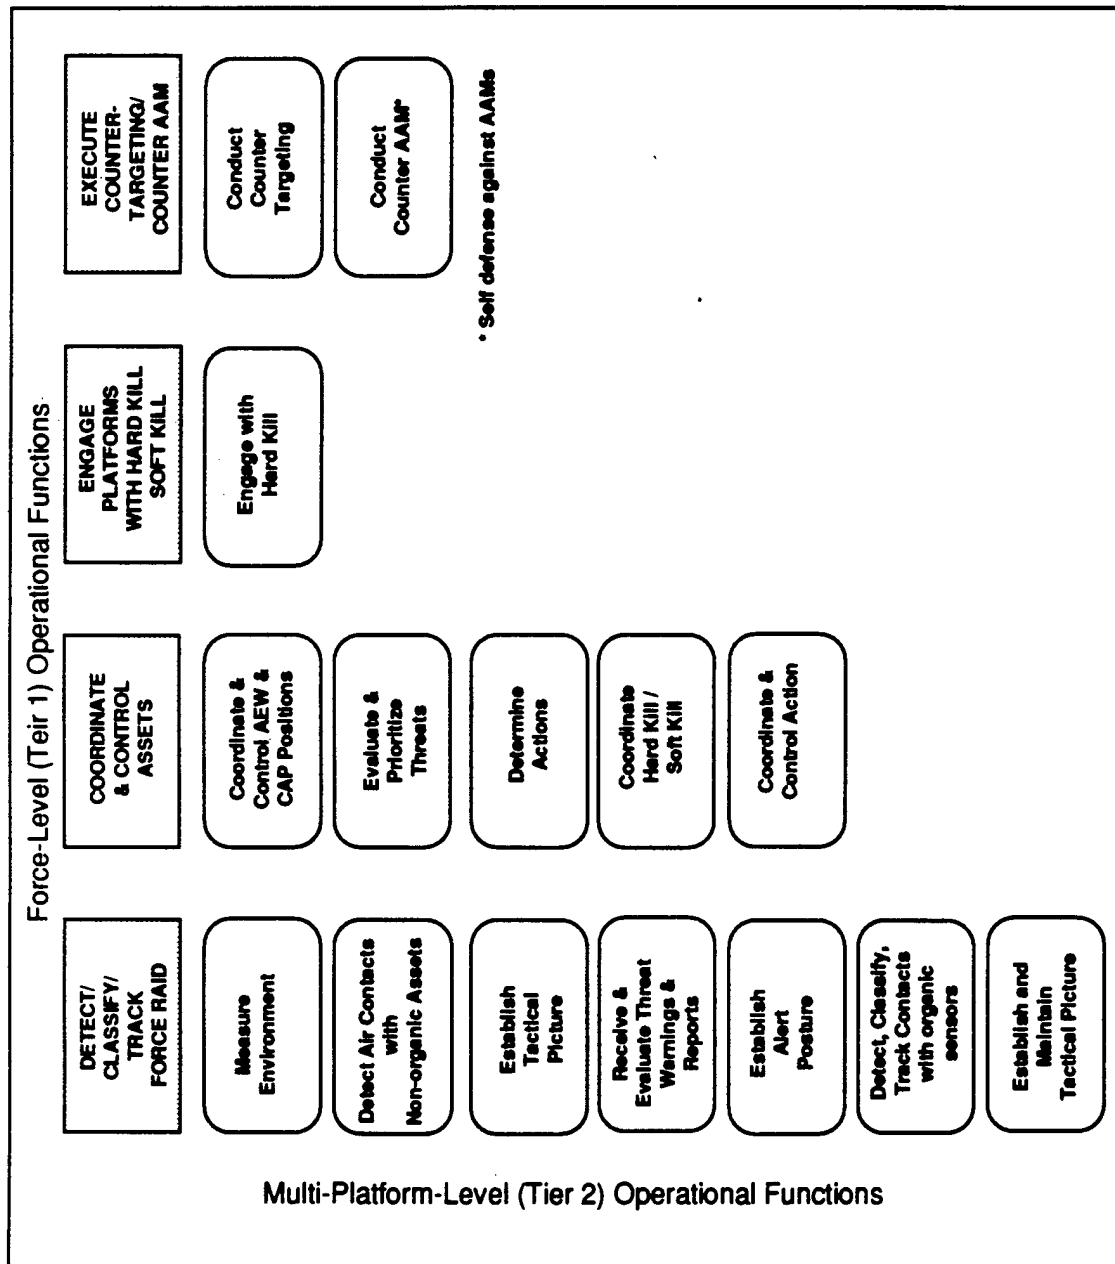 Force-Level (Teir 1) Operational Functions
DETECT/
CLASSIFY/
TRACK
FORCE RAID
Measure
Environment
Detect Air Contacts
with
Non-organic Assets
Establish
Tactical
Picture
Receive &
Evaluate Threat
Warnings &
Reports
Establish
Alert
Posture
Detect, Classify,
Track Contacts
with organic
sensors
Establish and
Maintain
Tactical Picture
COORDINATE
& CONTROL
ASSETS
Coordinate &
Control AEW &
CAP Positions
Evaluate &
Prioritize
Threats
Determine
Actions
Coordinate
Hard Kill /
Soft Kill
Coordinate &
Control Action
ENGAGE
PLATFORMS
WITH HARD KILL
SOFT KILL
Engage with
Hard Kill
EXECUTE
COUNTER-
TARGETING/
COUNTER AAM
Conduct
Counter
Targeting
Conduct
Counter AAM*
* Self defense against AAMs
Multi-Platform-Level (Tier 2) Operational Functions